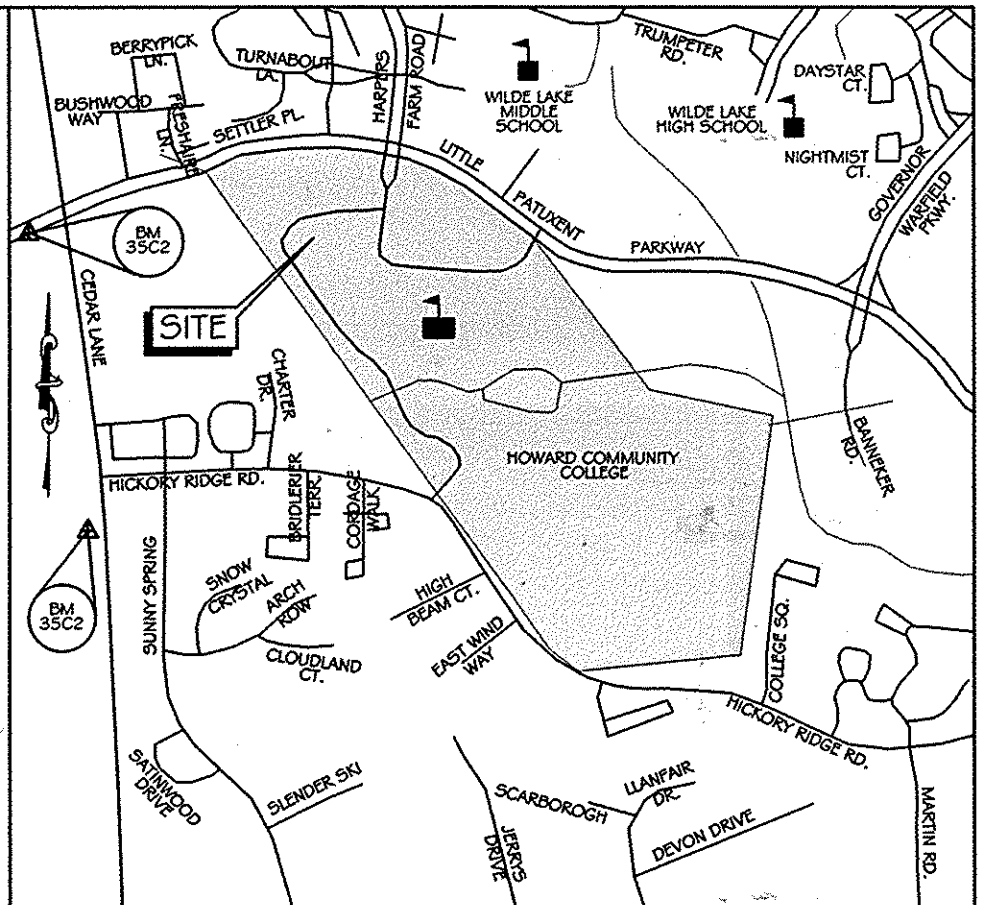 BERRYPICK
LN.
TURNABOUT
LA.
HARPERS
FARM ROAD
TRUMPETER
RD.
DAYSTAR
CT.
BUSHWOOD
WAY
PRESHAIRE
LN.
SETTLER PL.
WILDE LAKE
MIDDLE
SCHOOL
WILDE LAKE
HIGH SCHOOL
NIGHTMIST
CT.
LITTLE
PATUXENT
PARKWAY
GOVERNOR
WARFIELD
PKWY.
BM
35C2
CEDAR LANE
SITE
CHARTER
DR.
HOWARD COMMUNITY
COLLEGE
BANNEKER
RD.
HICKORY RIDGE RD.
BRIDLERIER
TERR.
CORDAGE
WALK
BM
35C2
SUNNY SPRING
SNOW
CRYSTAL
ARCH
ROW
CLOUDLAND
CT.
HIGH
BEAM CT.
EAST WIND
WAY
COLLEGE SQ.
HICKORY RIDGE RD.
SATINWOOD
DRIVE
SLENDER SKI
JERRYS
DRIVE
SCARBOROGH
LLANFAIR
DR.
DEVON DRIVE
MARTIN RD.